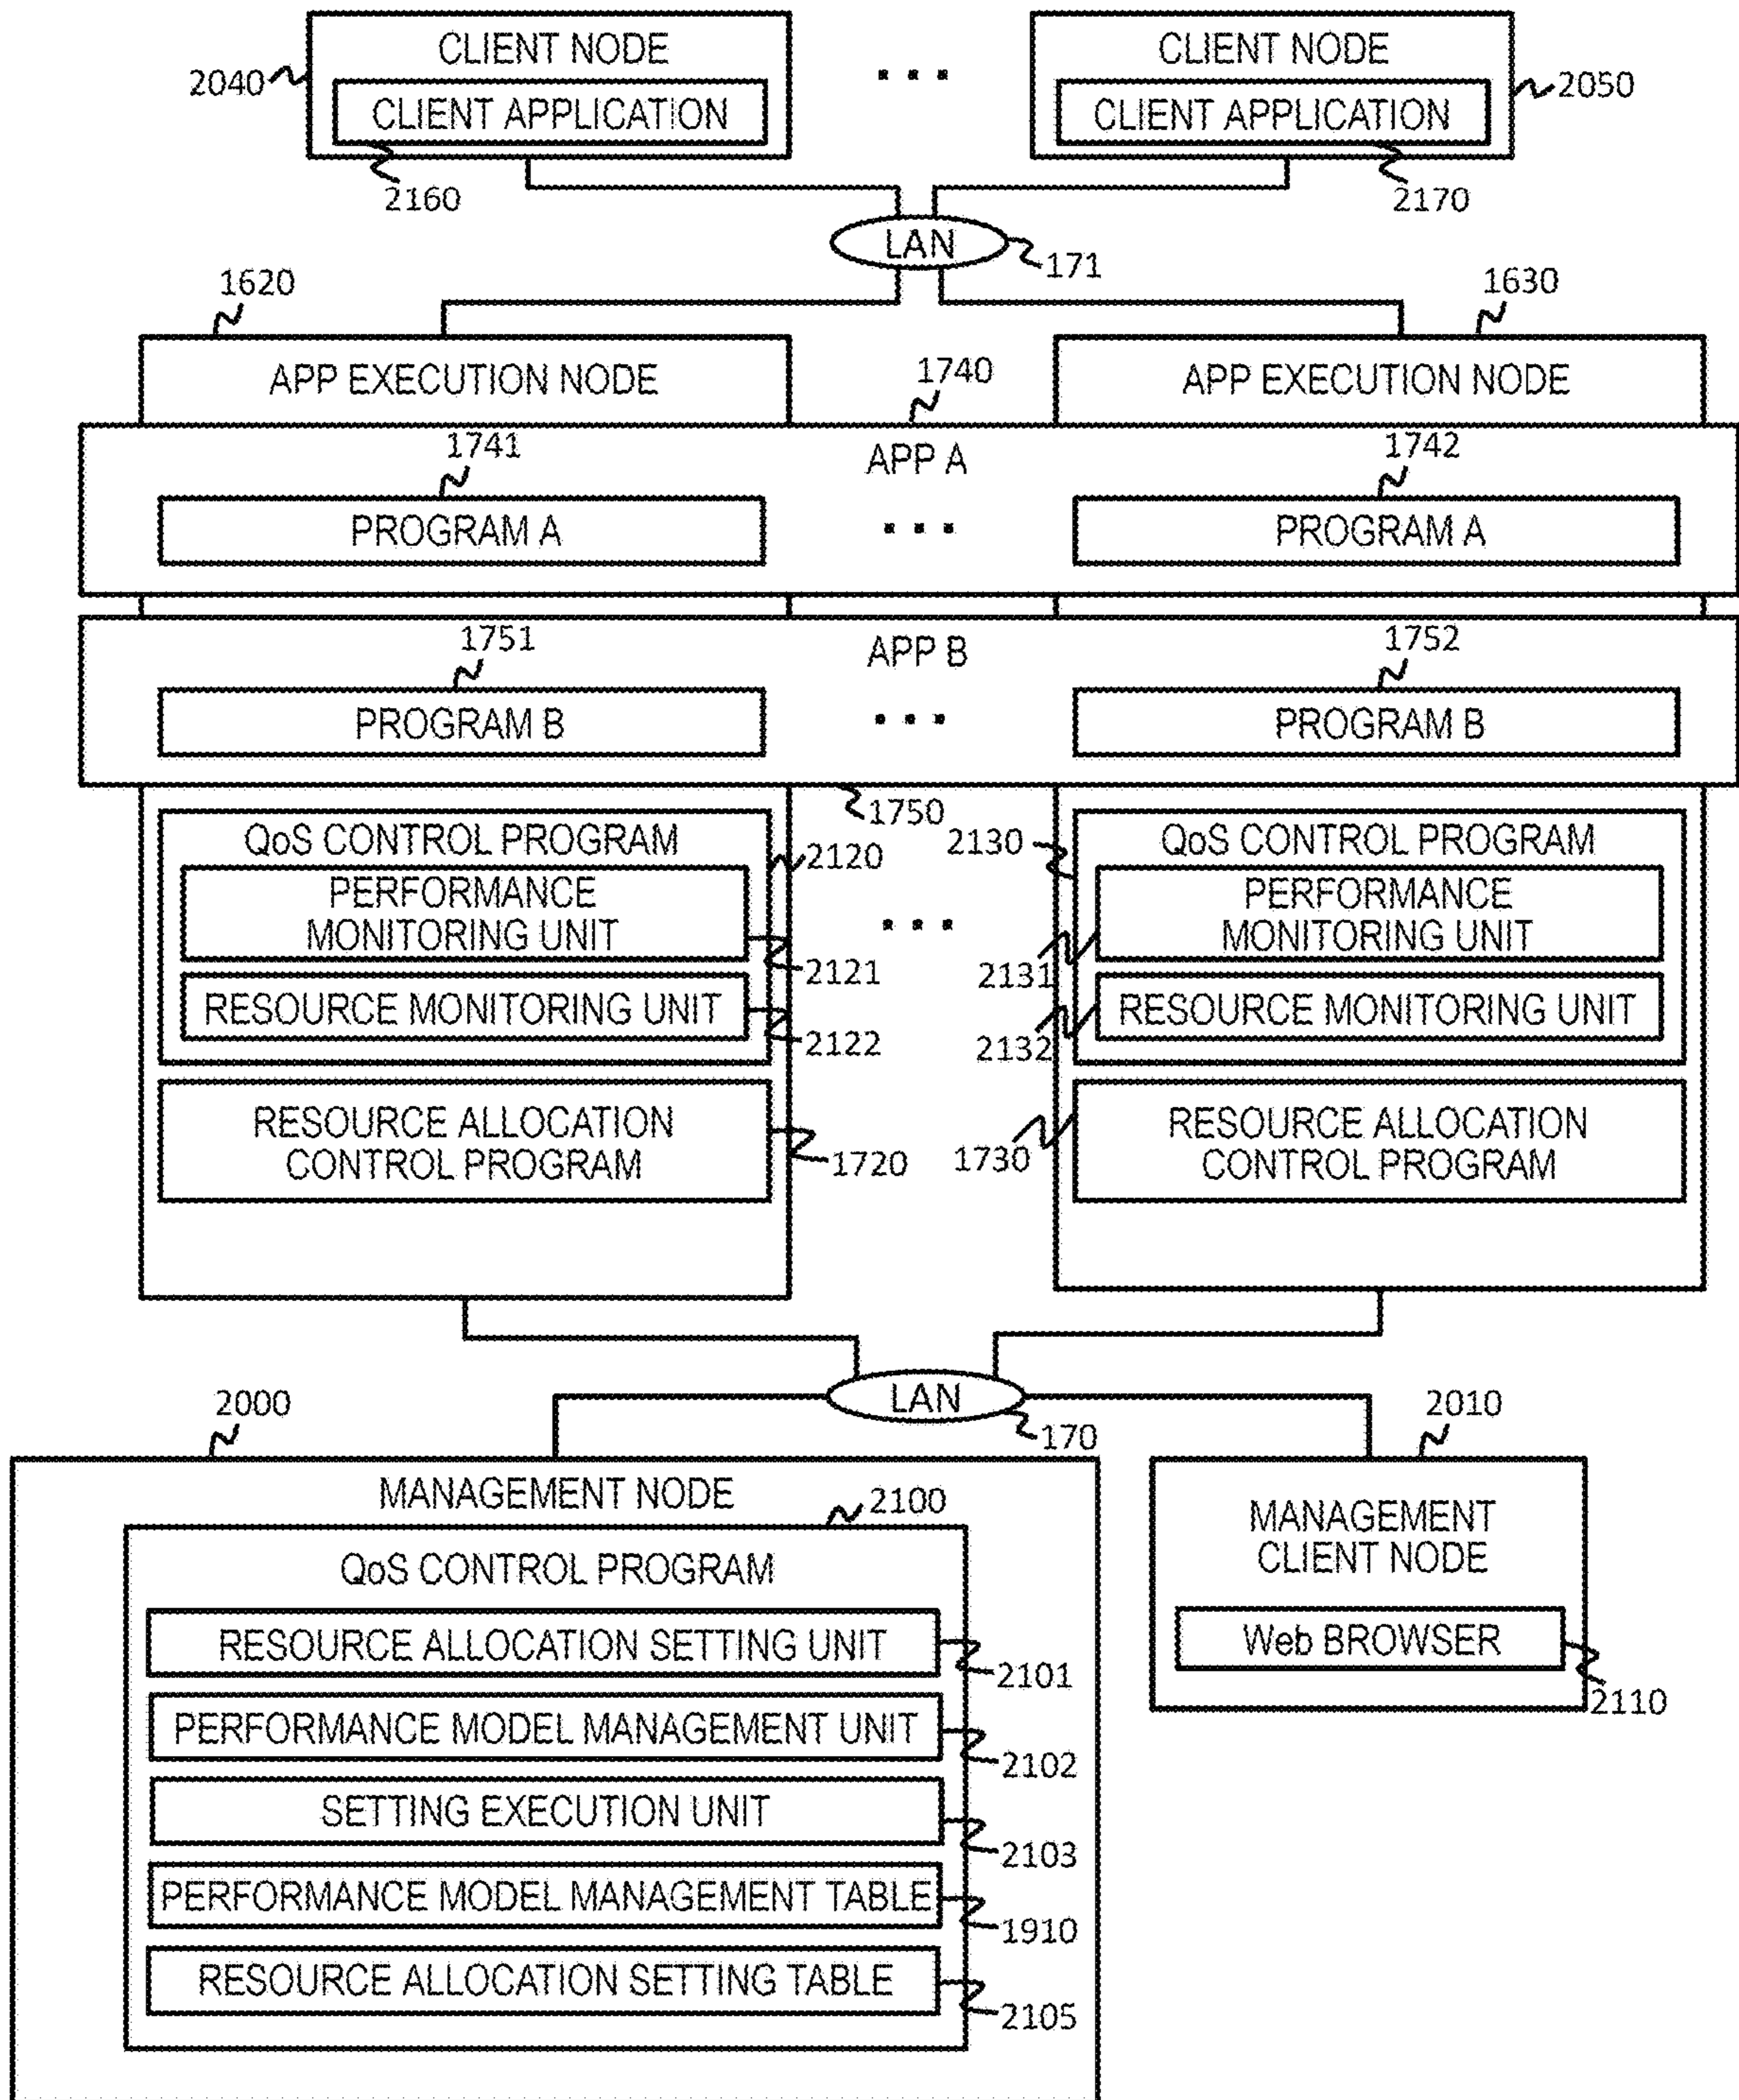 CLIENT NODE
CLIENT APPLICATION
2040
2160
. . .
CLIENT NODE
CLIENT APPLICATION
2050
2170
LAN
171
1620
1630
APP EXECUTION NODE
1740
APP EXECUTION NODE
APP A
1741
PROGRAM A
. . .
1742
PROGRAM A
APP B
1751
PROGRAM B
. . .
1752
PROGRAM B
1750
QoS CONTROL PROGRAM
2120
PERFORMANCE
MONITORING UNIT
2121
RESOURCE MONITORING UNIT
2122
RESOURCE ALLOCATION
CONTROL PROGRAM
1720
. . .
2130
QoS CONTROL PROGRAM
PERFORMANCE
MONITORING UNIT
2131
RESOURCE MONITORING UNIT
2132
RESOURCE ALLOCATION
CONTROL PROGRAM
1730
LAN
170
2000
MANAGEMENT NODE
2100
QoS CONTROL PROGRAM
RESOURCE ALLOCATION SETTING UNIT
2101
PERFORMANCE MODEL MANAGEMENT UNIT
2102
SETTING EXECUTION UNIT
2103
PERFORMANCE MODEL MANAGEMENT TABLE
1910
RESOURCE ALLOCATION SETTING TABLE
2105
2010
MANAGEMENT
CLIENT NODE
Web BROWSER
2110